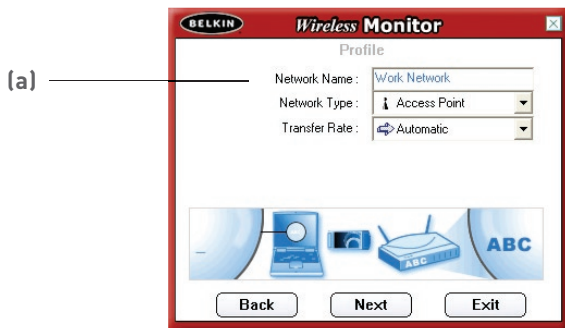 BELKIN Wireless Monitor
Profile
(a)
Network Name : Work Network
Network Type : Access Point
Transfer Rate : Automatic
ABC
ABC
Back Next Exit